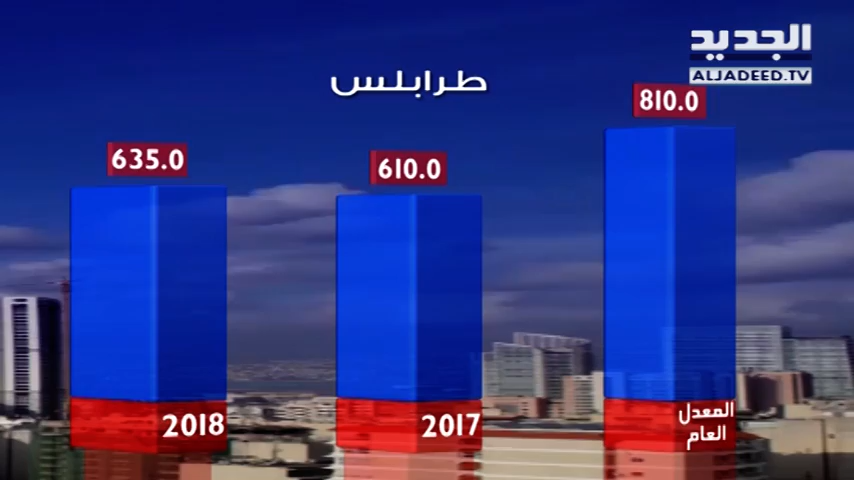 الجديد
ALJADEED.TV
طرابلس
810.0
610.0
635.0
المعدل
العام
2017
2018